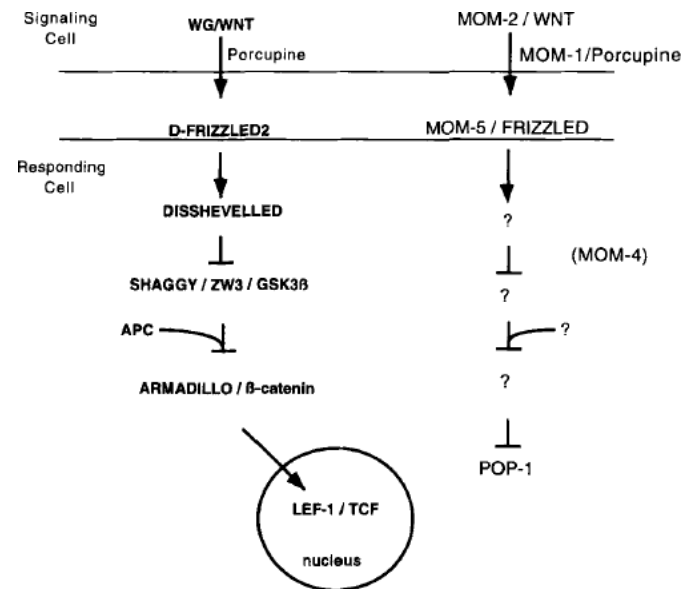 Signaling
Cell
WG/WNT
Porcupine
MOM-2 / WNT
MOM-1/Porcupine
D-FRIZZLED2
MOM-5 / FRIZZLED
Responding
Cell
DISSHEVELLED
?
(MOM-4)
SHAGGY / ZW3 / GSK3ß
?
APC
?
ARMADILLO / ß-catenin
?
POP-1
LEF-1 / TCF
nucleus